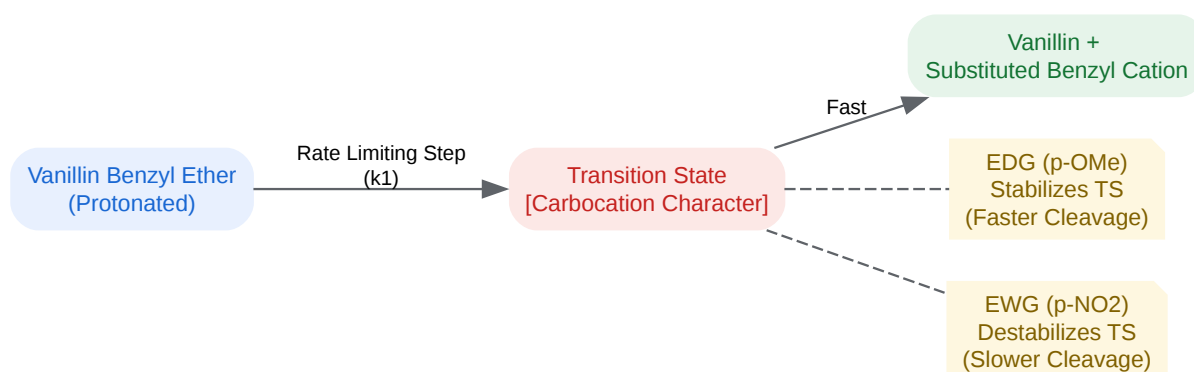 Vanillin +
Substituted Benzyl Cation
Fast
Rate Limiting Step
(k1)
Vanillin Benzyl Ether
(Protonated)
Transition State
[Carbocation Character]
EDG (p-OMe)
Stabilizes TS
(Faster Cleavage)
EWG (p-NO2)
Destabilizes TS
(Slower Cleavage)